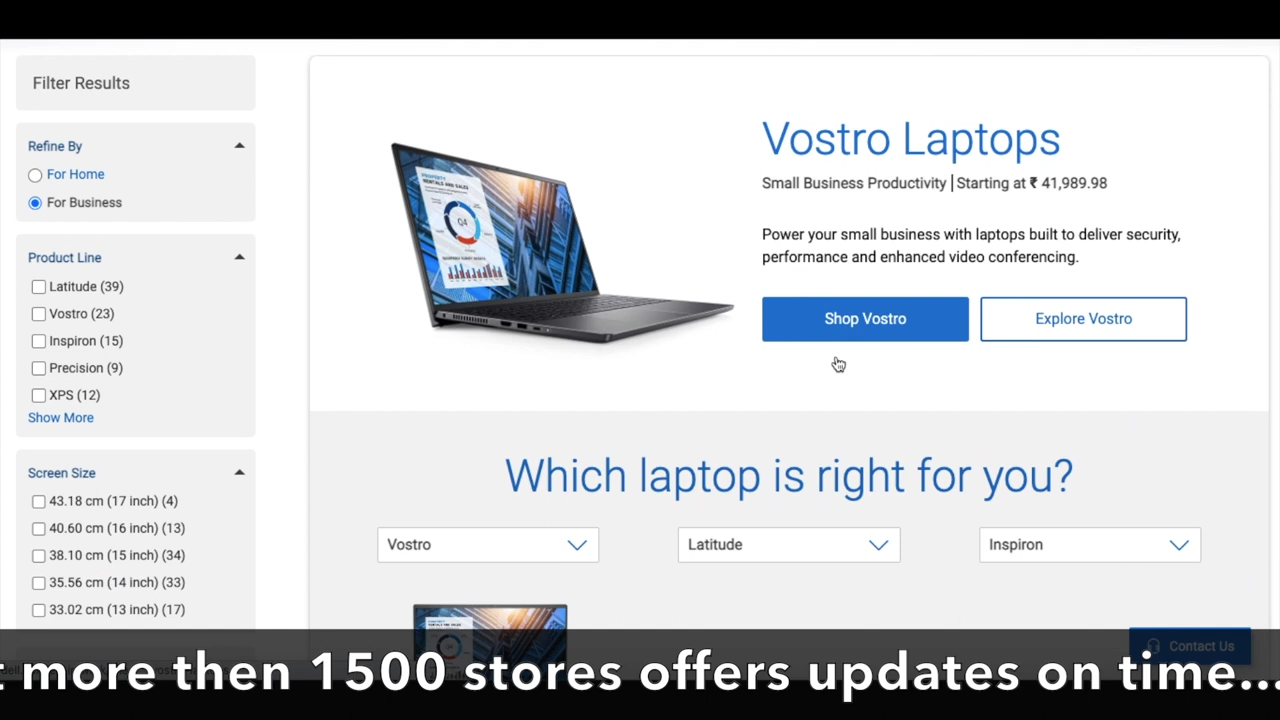 Filter Results
Refine By
For Home
For Business
Product Line
Latitude (39)
Vostro (23)
Inspiron (15)
Precision (9)
XPS (12)
Show More
Screen Size
43.18 cm (17 inch) (4)
40.60 cm (16 inch) (13)
38.10 cm (15 inch) (34)
35.56 cm (14 inch) (33)
33.02 cm (13 inch) (17)
PROPERTY
RENTALS AND SALES
Q4
Vostro Laptops
Small Business Productivity | Starting at ₹ 41,989.98
Power your small business with laptops built to deliver security,
performance and enhanced video conferencing.
Shop Vostro
Explore Vostro
Which laptop is right for you?
Vostro
Latitude
Inspiron
Contact Us
more then 1500 stores offers updates on time...